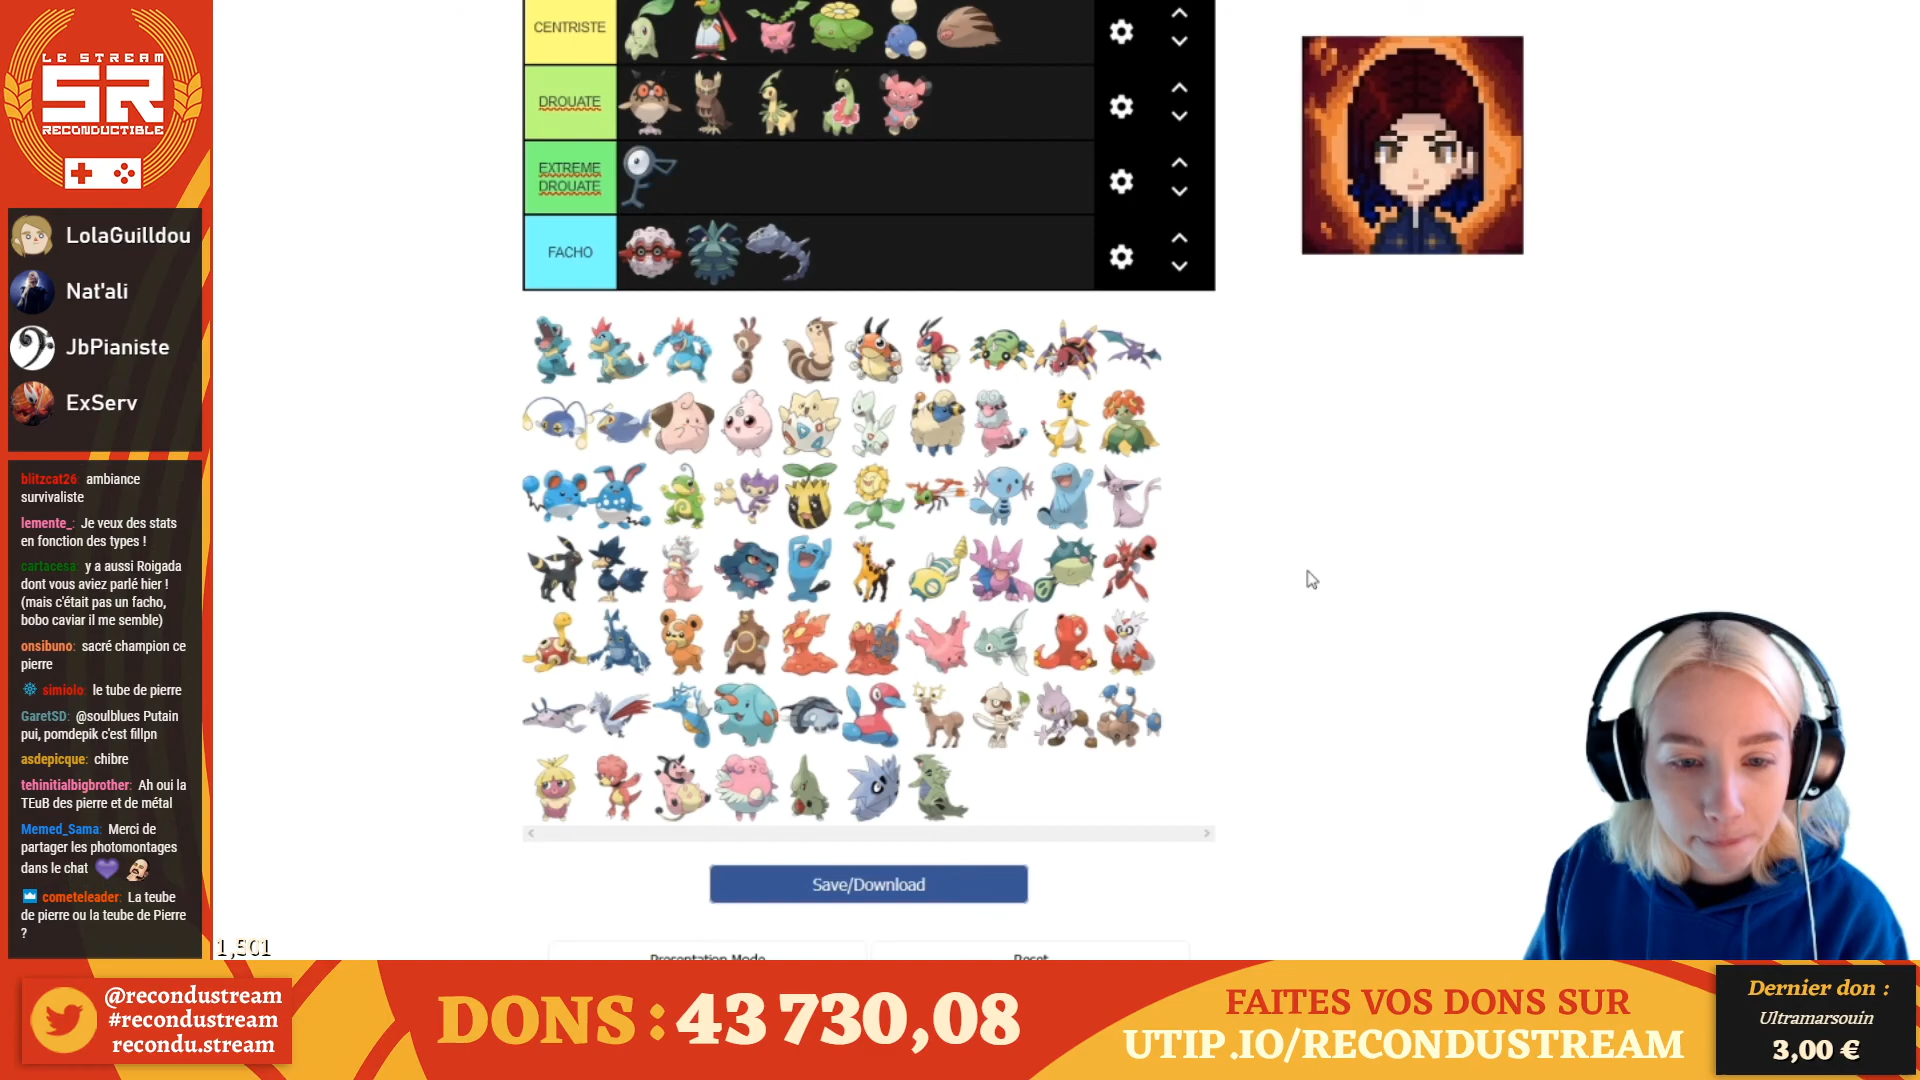 LE STREAM
SR
RECONDUCTIBLE
LolaGuilldou
Nat'ali
JbPianiste
ExServ
blitzcat26: ambiance
survivaliste
lemente_: Je veux des stats
en fonction des types !
cartacesa: y a aussi Roigada
dont vous aviez parlé hier !
(mais c'était pas un facho,
bobo caviar il me semble)
onsibuno: sacré champion ce
pierre
simiolo: le tube de pierre
GaretSD: @soulblues Putain
pui, pomdepik c'est fillpn
asdepicque: chibre
tehinitialbigbrother: Ah oui la
TEuB des pierre et de métal
Memed_Sama: Merci de
partager les photomontages
dans le chat
cometeleader: La teube
de pierre ou la teube de Pierre
?
1,501
CENTRISTE
DROUATE
EXTREME
DROUATE
FACHO
Save/Download
Presentation Mode
Reset
@recondustream
#recondustream
recondu.stream
DONS : 43 730,08
FAITES VOS DONS SUR
UTIP.IO/RECONDUSTREAM
Dernier don :
Ultramarsouin
3,00 €